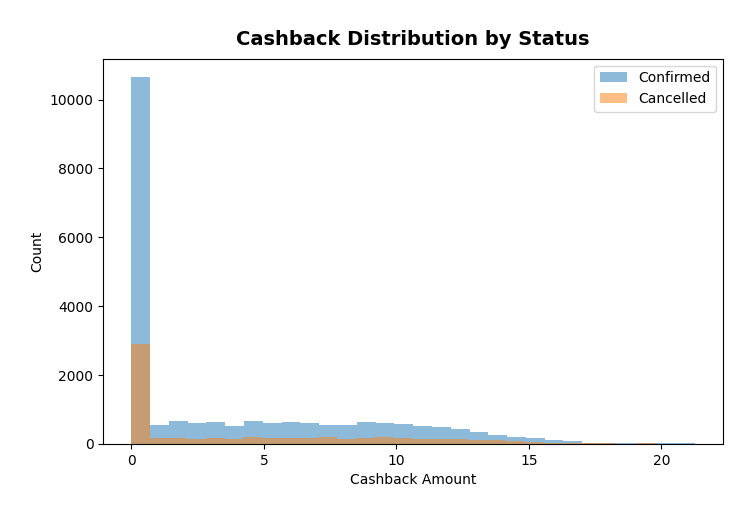 Cashback Distribution by Status
Confirmed
Cancelled
10000
8000
6000
4000
2000
0
Count
0 5 10 15 20
Cashback Amount